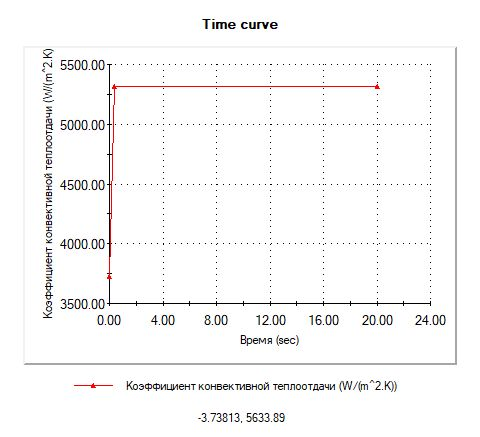 Time curve
Коэффициент конвективной теплоотдачи (W/(m^2.K)
5500.00
5000.00
4500.00
4000.00
3500.00
0.00 4.00 8.00 12.00 16.00 20.00 24.00
Время (sec)
Коэффициент конвективной теплоотдачи (W/(m^2.K))
-3.73813, 5633.89